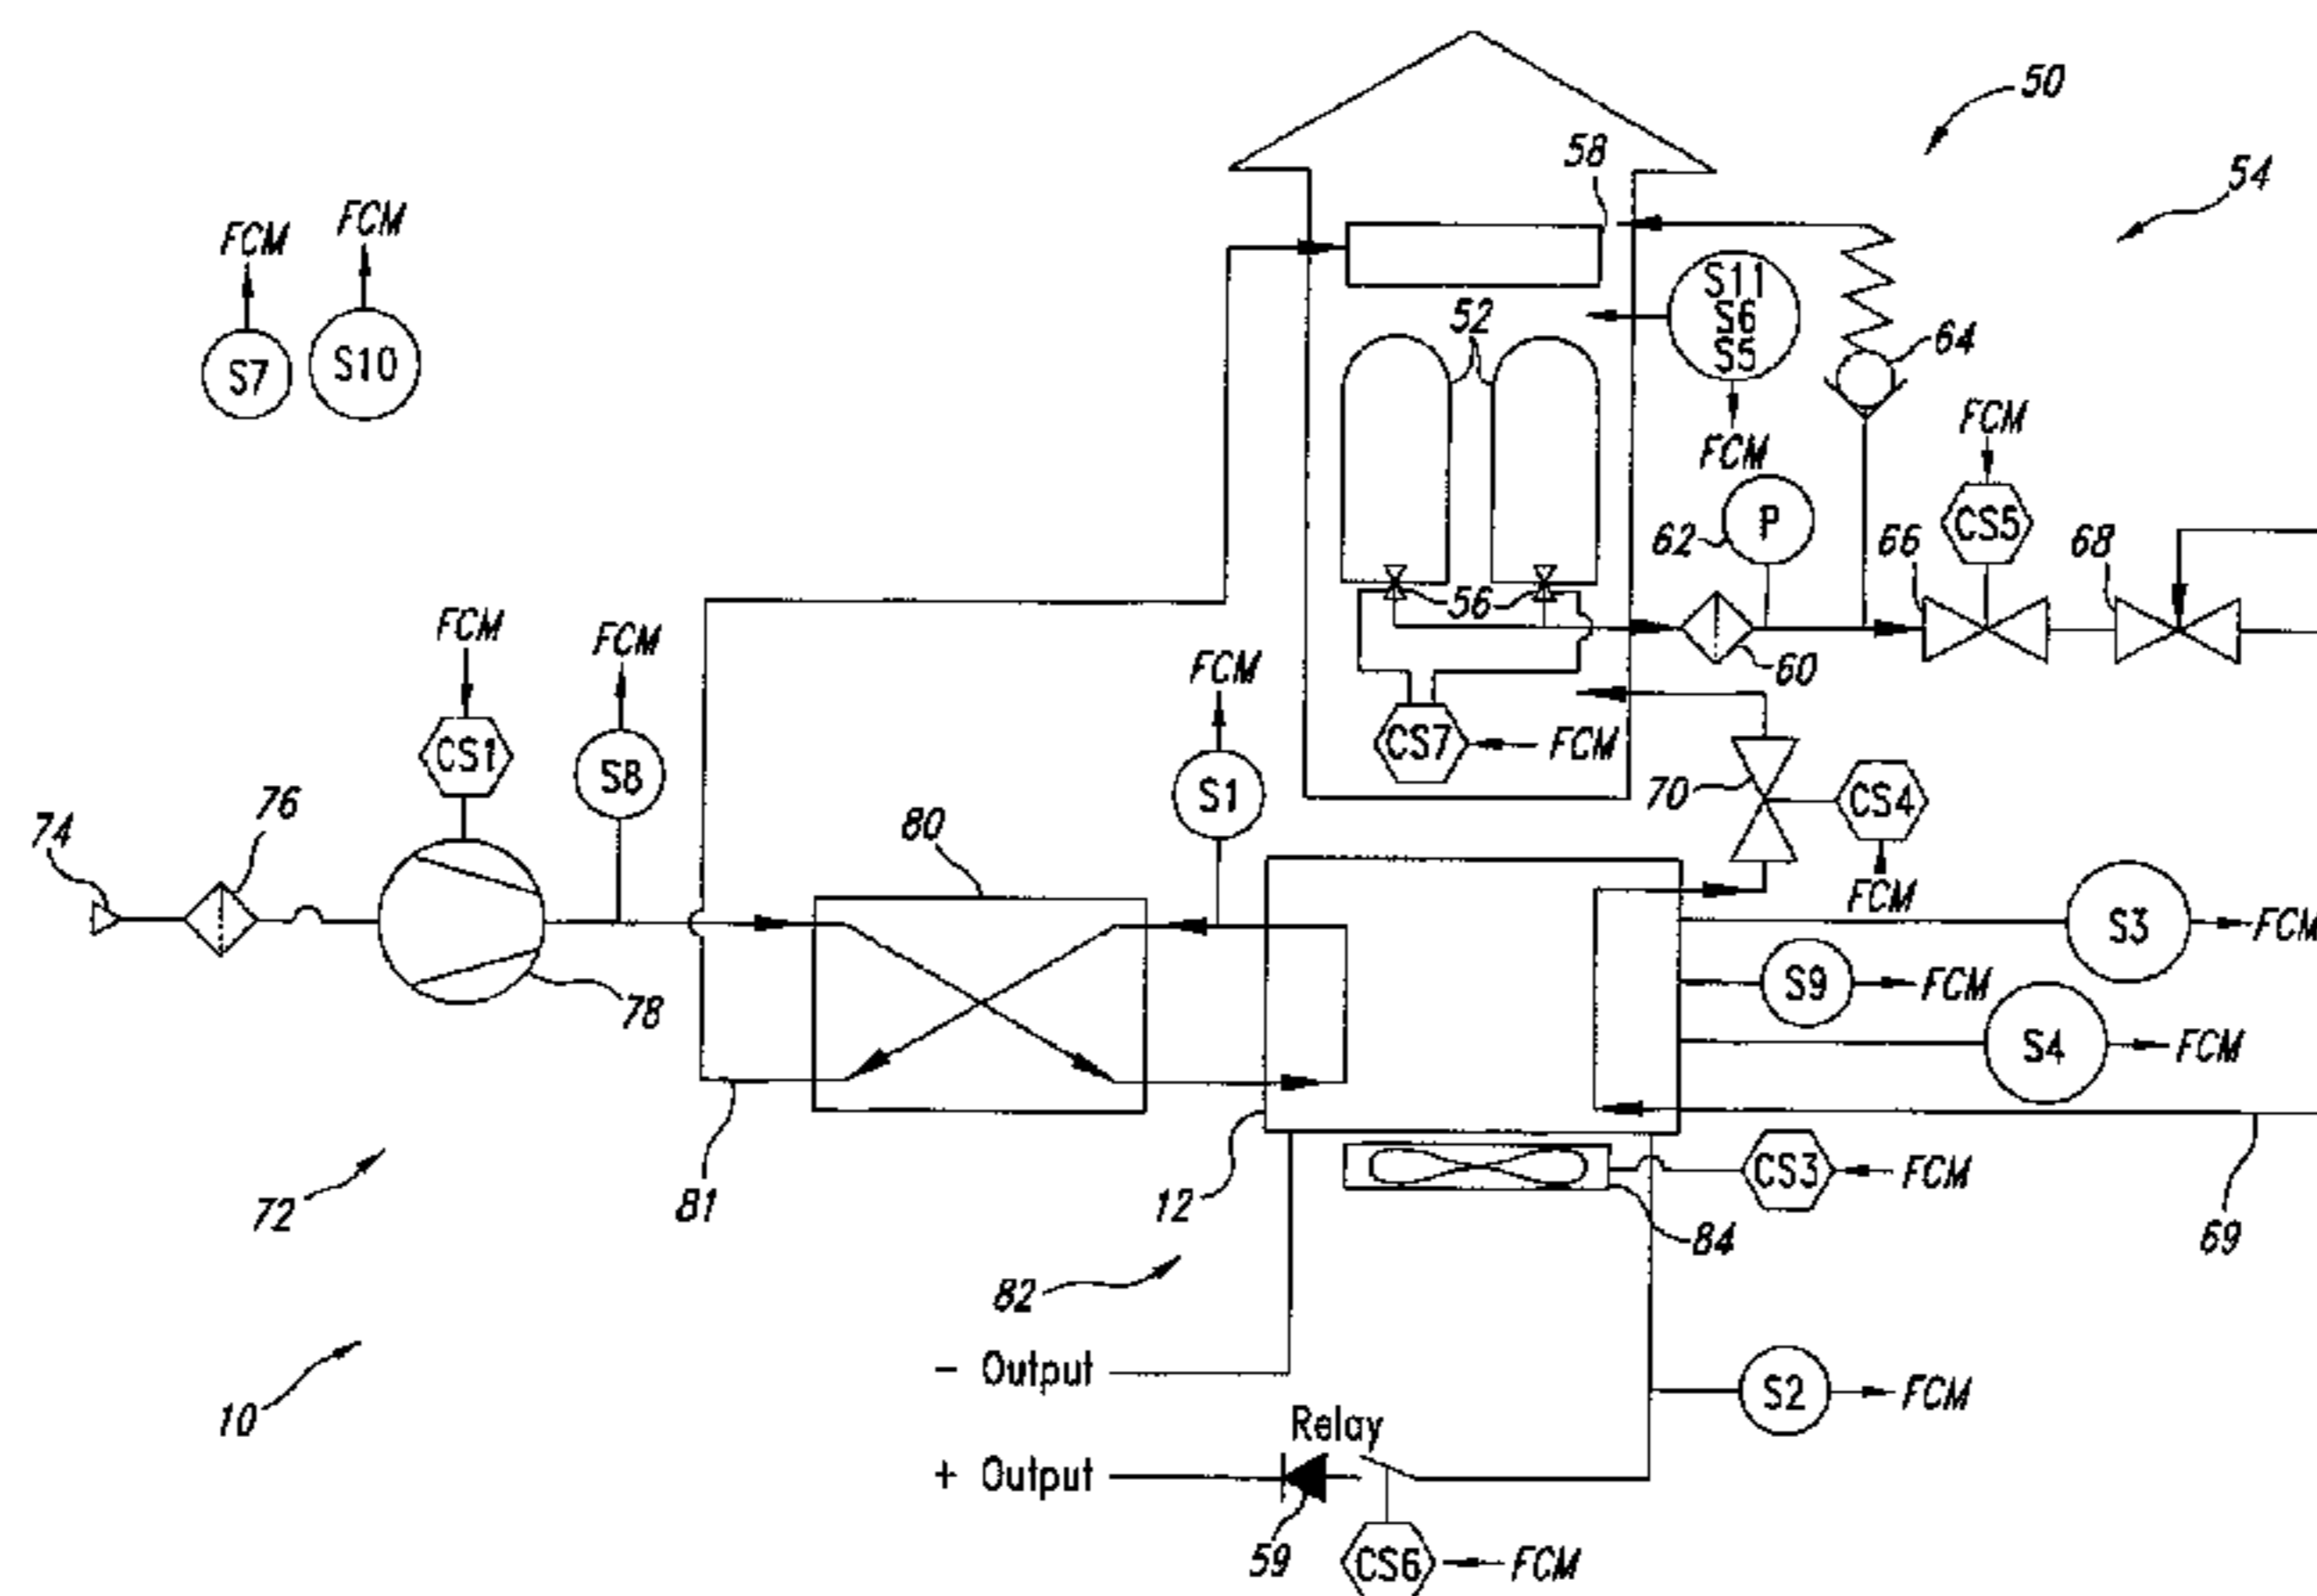 50
58
54
FCM
FCM
S7
S10
S11
S6
S5
FCM
52
64
FCM
CS5
P
62
66
68
56
60
FCM
CS1
FCM
S8
FCM
S1
CS7
FCM
70
CS4
FCM
74
76
78
80
S3
FCM
S9
FCM
S4
FCM
72
81
12
82
CS3
FCM
84
69
10
- Output
S2
FCM
Relay
+ Output
59
CS6
FCM